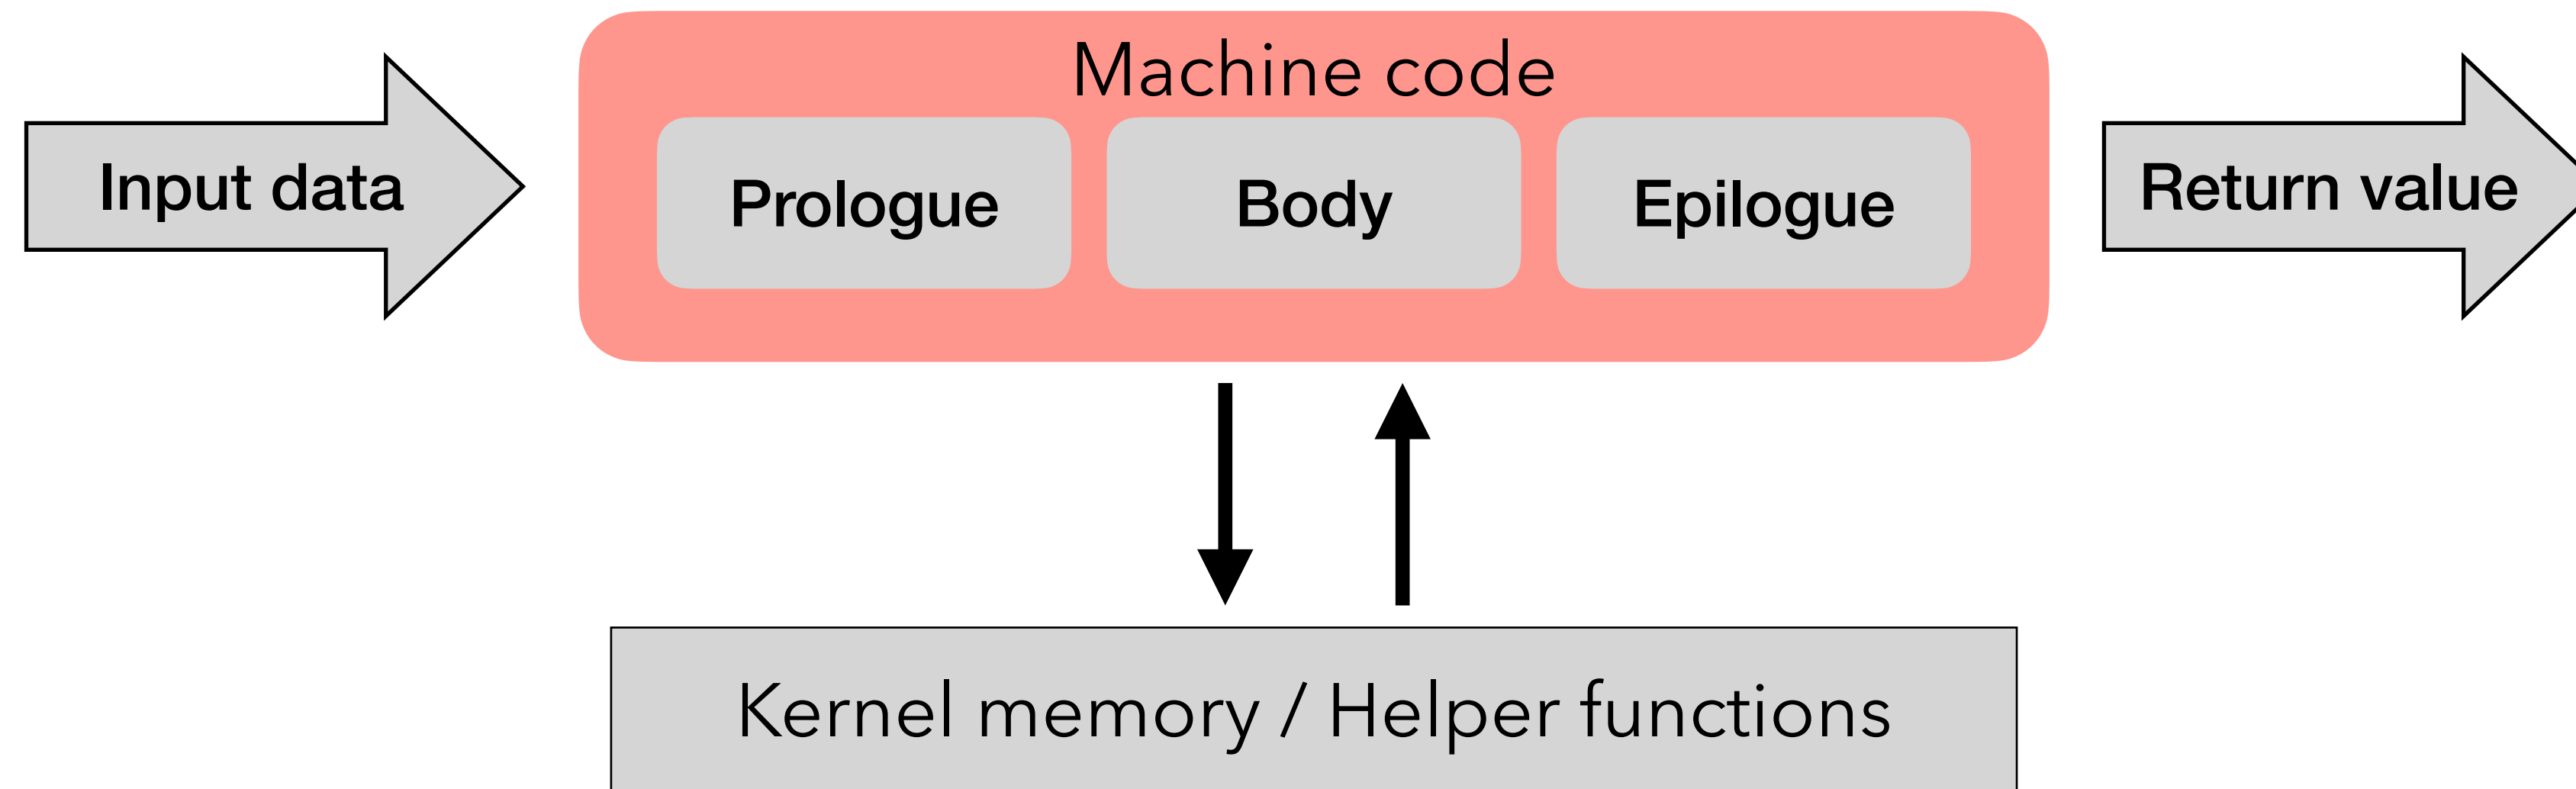 Machine code
Input data
Prologue
Body
Epilogue
Return value
Kernel memory / Helper functions